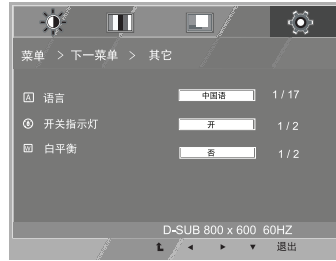 菜单 > 下一菜单 > 其它
A 语言 中国语 1 / 17
开关指示灯 开 1 / 2
W 白平衡 否 1 / 2
D-SUB 800 x 600 60HZ
退出